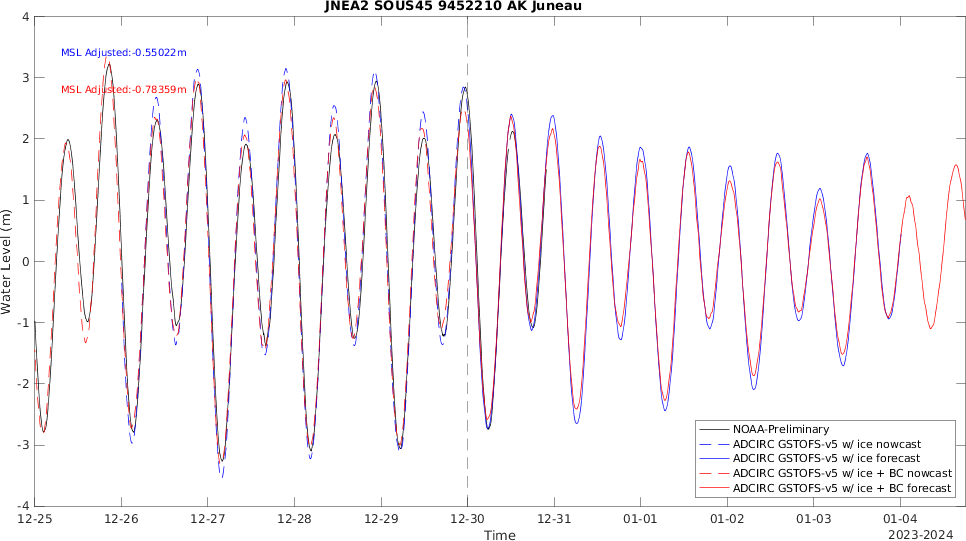 JNEA2 SOUS45 9452210 AK Juneau
MSL Adjusted:-0.55022m
MSL Adjusted:-0.78359m
4
3
2
1
0
-1
-2
-3
-4
Water Level (m)
12-25 12-26 12-27 12-28 12-29 12-30 12-31 01-01 01-02 01-03 01-04
Time
2023-2024
NOAA-Preliminary
ADCIRC GSTOFS-v5 w/ ice nowcast
ADCIRC GSTOFS-v5 w/ ice forecast
ADCIRC GSTOFS-v5 w/ ice + BC nowcast
ADCIRC GSTOFS-v5 w/ ice + BC forecast